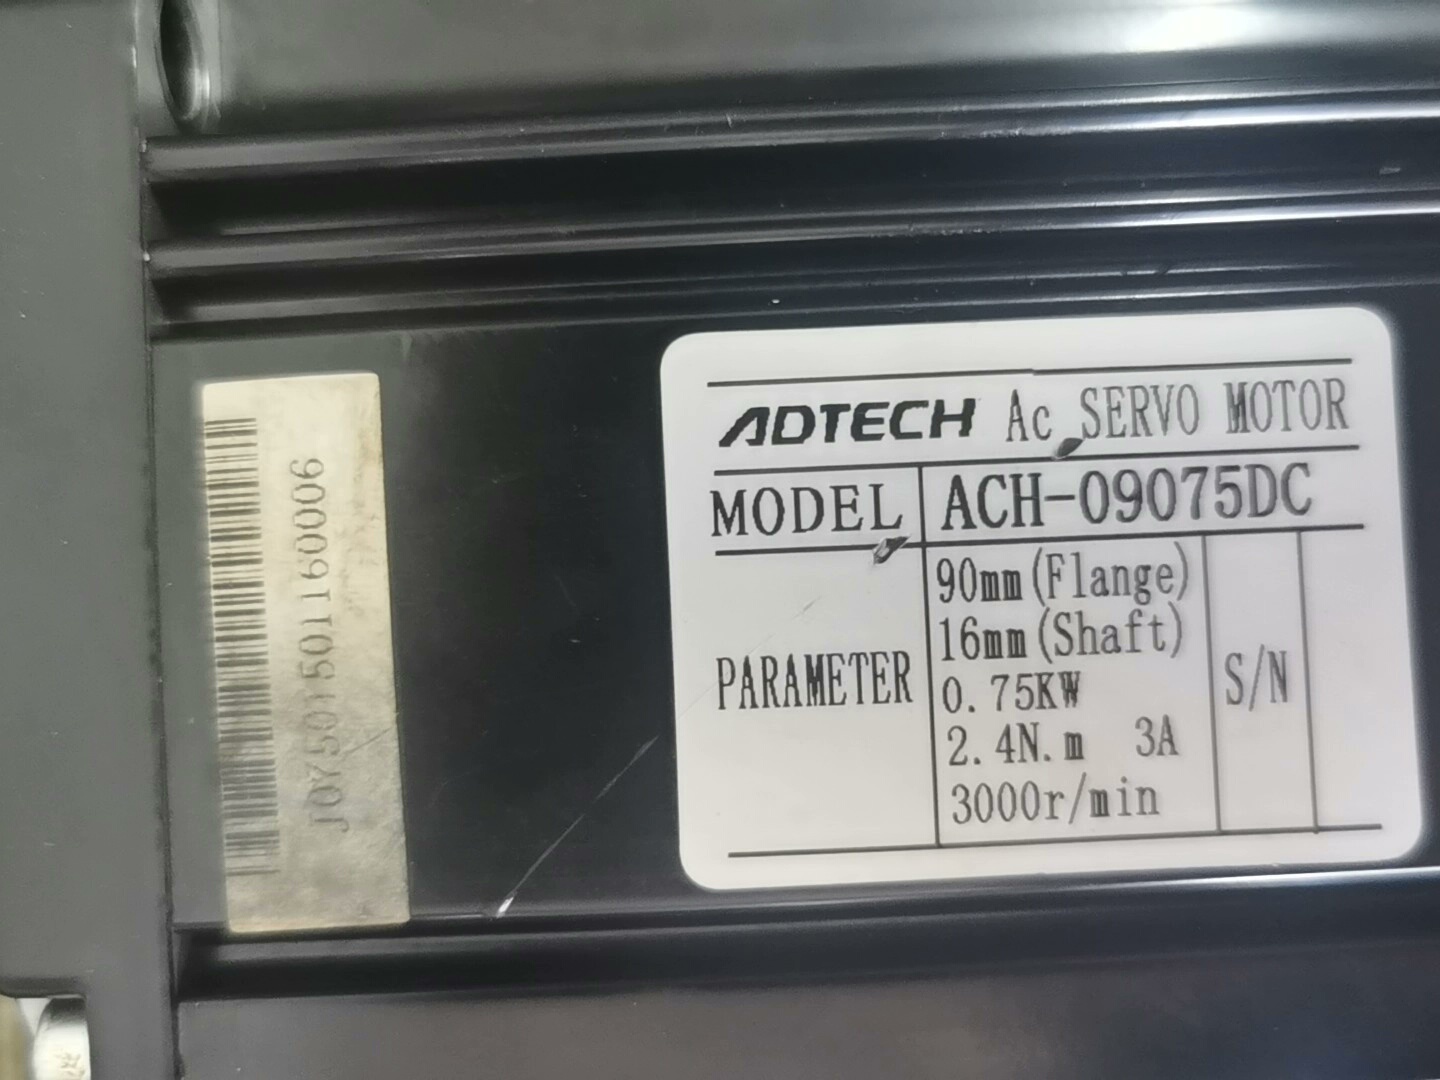 J07501501160006
ADTECH Ac SERVO MOTOR
MODEL ACH-09075DC
PARAMETER
90mm(Flange)
16mm(Shaft)
0.75KW
2.4N.m 3A
3000r/min
S/N